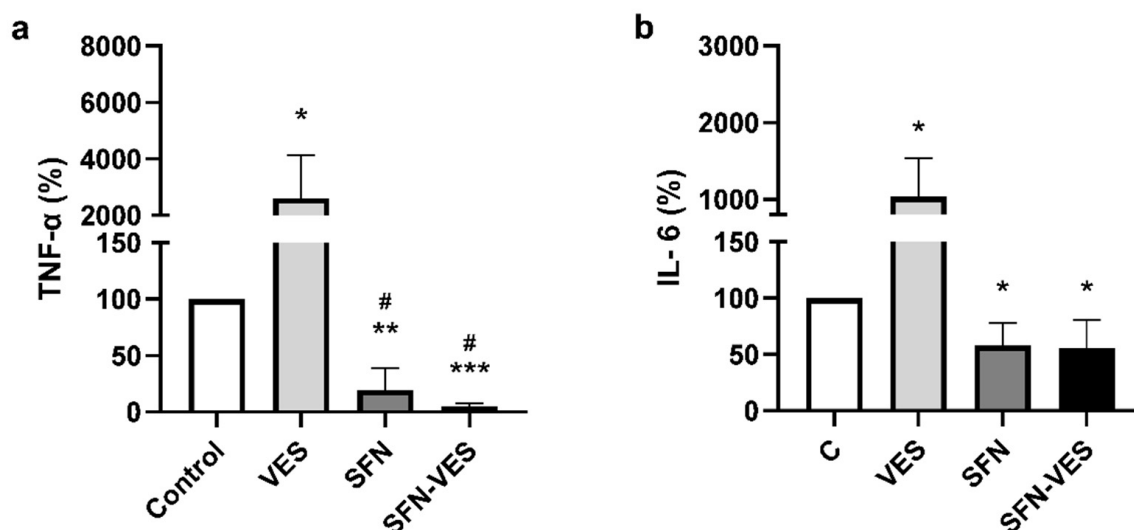 a
TNF-α (%)
8000
6000
4000
2000
150
100
50
0
*
#
**
#
***
Control
VES
SFN
SFN-VES
b
IL- 6 (%)
3000
2000
1000
150
100
50
0
*
*
*
C
VES
SFN
SFN-VES